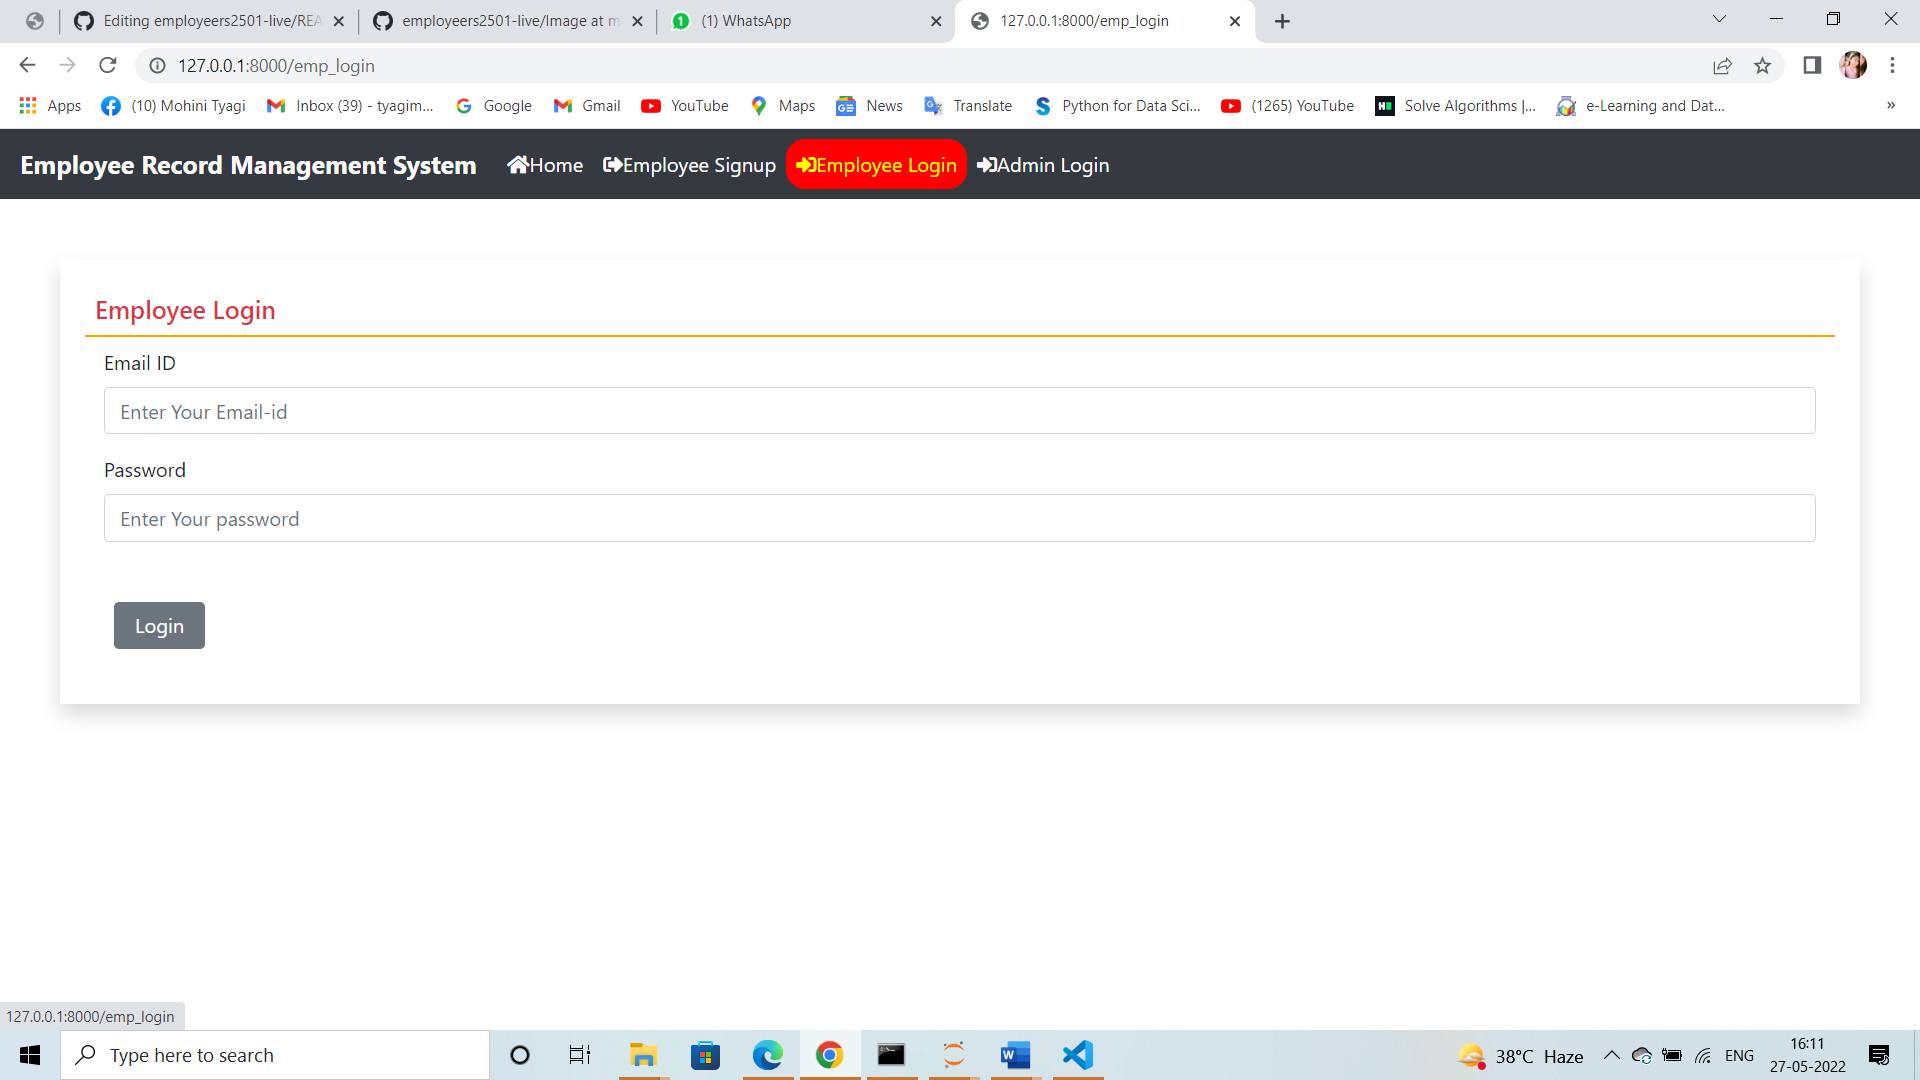 Editing employeers2501-live/REA
employeers2501-live/Image at m
(1) WhatsApp
127.0.0.1:8000/emp_login
127.0.0.1:8000/emp_login
Apps
(10) Mohini Tyagi
Inbox (39) - tyagim...
Google
Gmail
YouTube
Maps
News
Translate
Python for Data Sci...
(1265) YouTube
Solve Algorithms |...
e-Learning and Dat...
»
Employee Record Management System
Home
Employee Signup
Employee Login
Admin Login
Employee Login
Email ID
Enter Your Email-id
Password
Enter Your password
Login
127.0.0.1:8000/emp_login
Type here to search
38°C Haze
ENG
16:11
27-05-2022